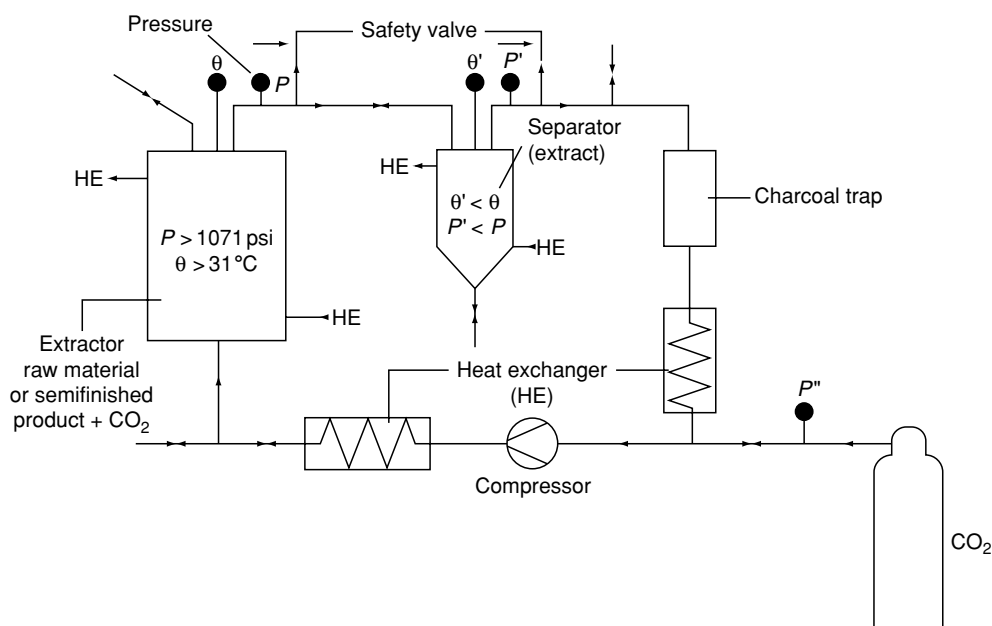 Pressure
Safety valve
θ
P
θ'
P'
Separator
(extract)
HE
HE
θ' < θ
P' < P
Charcoal trap
P > 1071 psi
θ > 31 °C
HE
HE
Extractor
raw material
or semifinished
product + CO₂
Heat exchanger
(HE)
P"
Compressor
CO₂